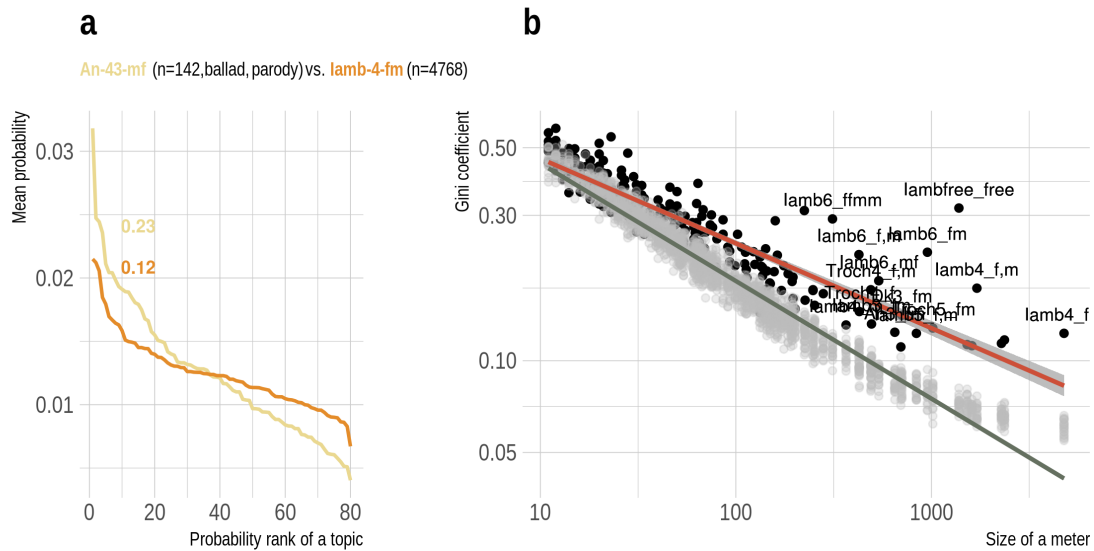 a
An-43-mf (n=142,ballad, parody) vs. Iamb-4-fm (n=4768)
Mean probability
0.03
0.02
0.01
0.23
0.12
0 20 40 60 80
Probability rank of a topic
b
Gini coefficient
0.50
0.30
0.10
0.05
Iambfree_free
Iamb6_ffmm
Iamb6_f,m
Iamb6_fm
Iamb6_mf
Troch4_f,m
Iamb4_f,m
Dk3_fm
Troch5_fm
Iamb4_f
10 100 1000
Size of a meter